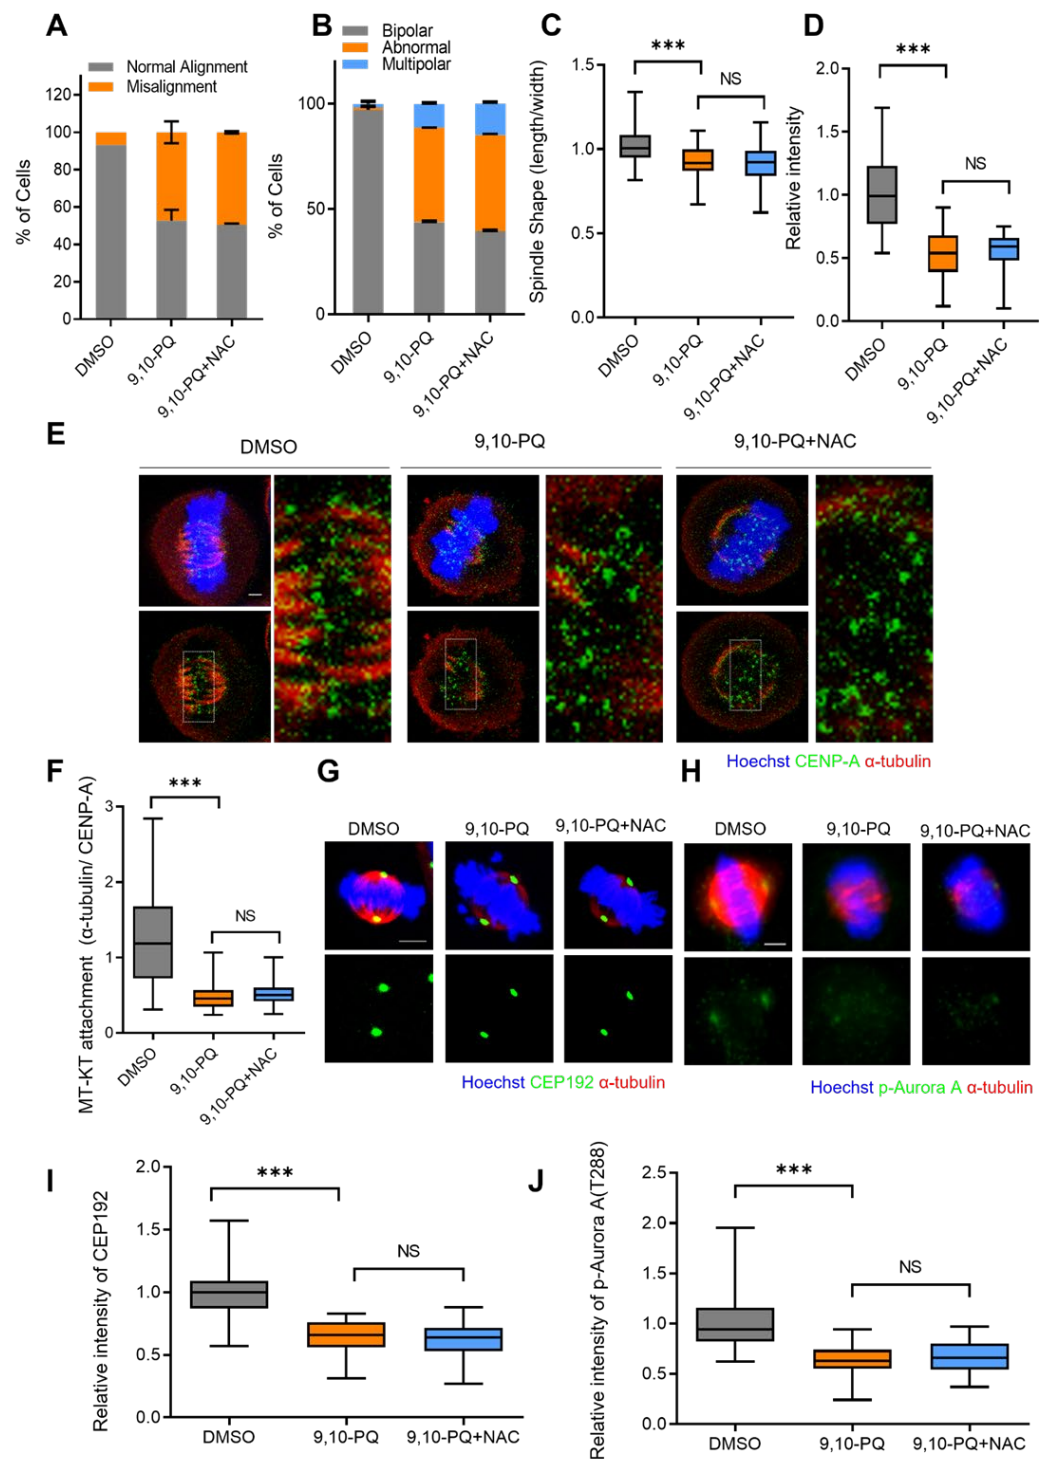 A
Normal Alignment
Misalignment
% of Cells
120
100
80
60
40
20
0
DMSO
9,10-PQ
9,10-PQ+NAC
B
Bipolar
Abnormal
Multipolar
% of Cells
100
50
0
DMSO
9,10-PQ
9,10-PQ+NAC
C
***
NS
Spindle Shape (length/width)
1.5
1.0
0.5
0.0
DMSO
9,10-PQ
9,10-PQ+NAC
D
***
NS
Relative intensity
2.0
1.5
1.0
0.5
0.0
DMSO
9,10-PQ
9,10-PQ+NAC
E
DMSO
9,10-PQ
9,10-PQ+NAC
Hoechst CENP-A α-tubulin
F
***
NS
MT-KT attachment (α-tubulin/ CENP-A)
3
2
1
0
DMSO
9,10-PQ
9,10-PQ+NAC
G
DMSO
9,10-PQ
9,10-PQ+NAC
Hoechst CEP192 α-tubulin
H
DMSO
9,10-PQ
9,10-PQ+NAC
Hoechst p-Aurora A α-tubulin
I
***
NS
Relative intensity of CEP192
2.0
1.5
1.0
0.5
0.0
DMSO
9,10-PQ
9,10-PQ+NAC
J
***
NS
Relative intensity of p-Aurora A(T288)
2.5
2.0
1.5
1.0
0.5
0.0
DMSO
9,10-PQ
9,10-PQ+NAC